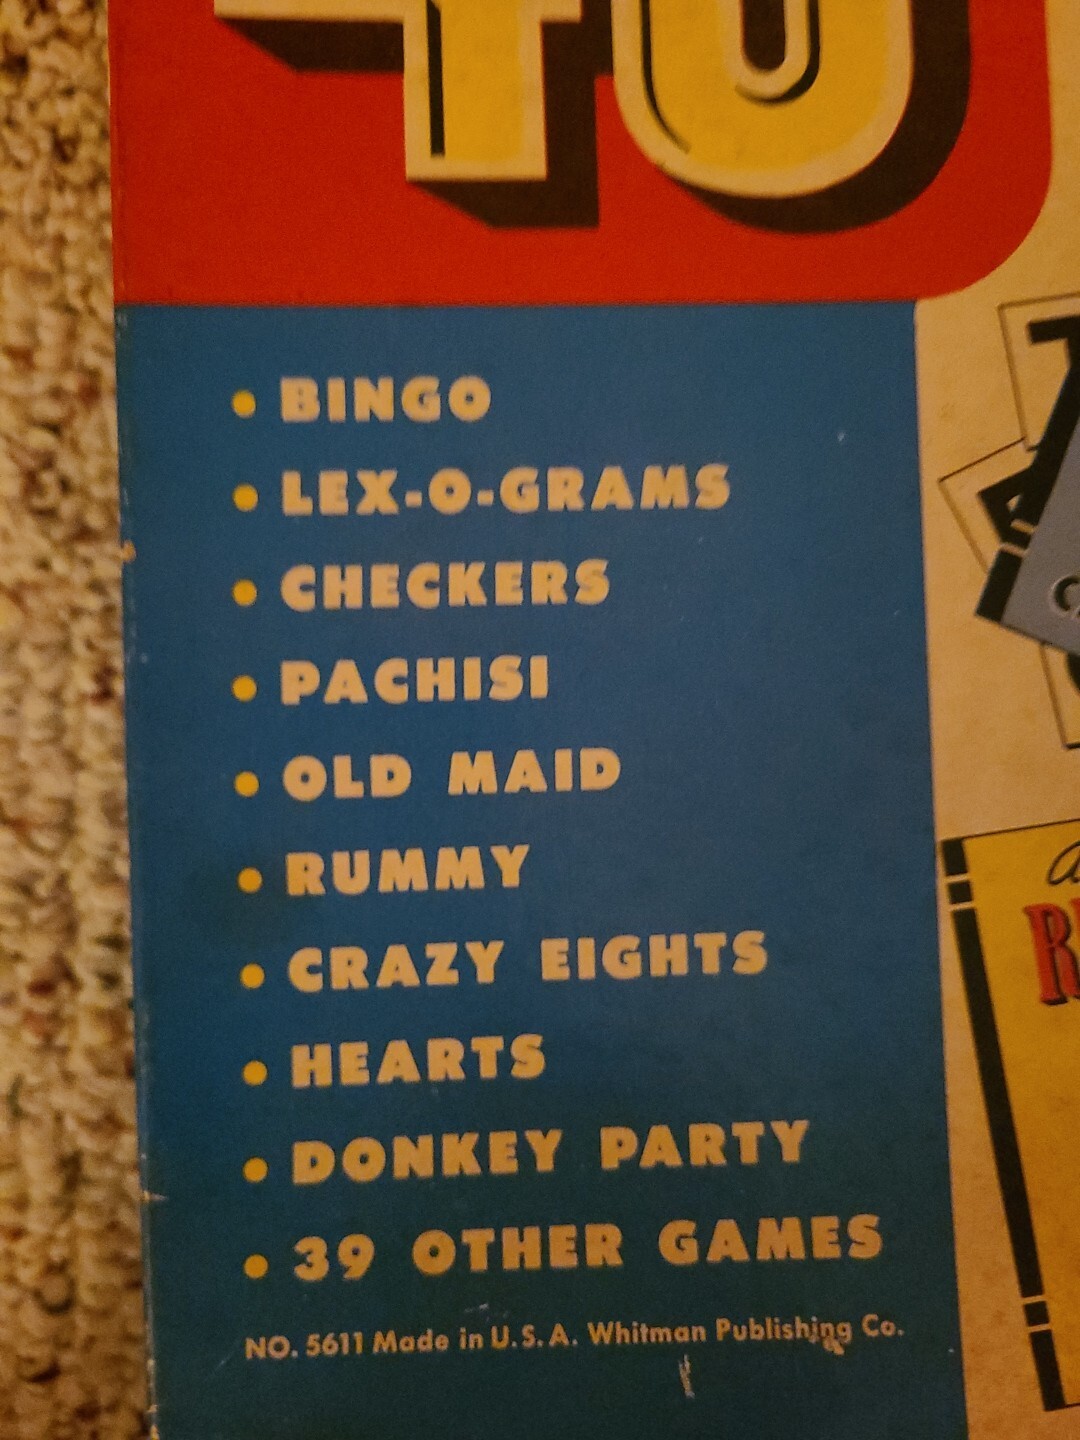 BINGO
LEX-O-GRAMS
CHECKERS
PACHISI
OLD MAID
RUMMY
CRAZY EIGHTS
HEARTS
DONKEY PARTY
39 OTHER GAMES
NO. 5611 Made in U.S.A. Whitman Publishing Co.